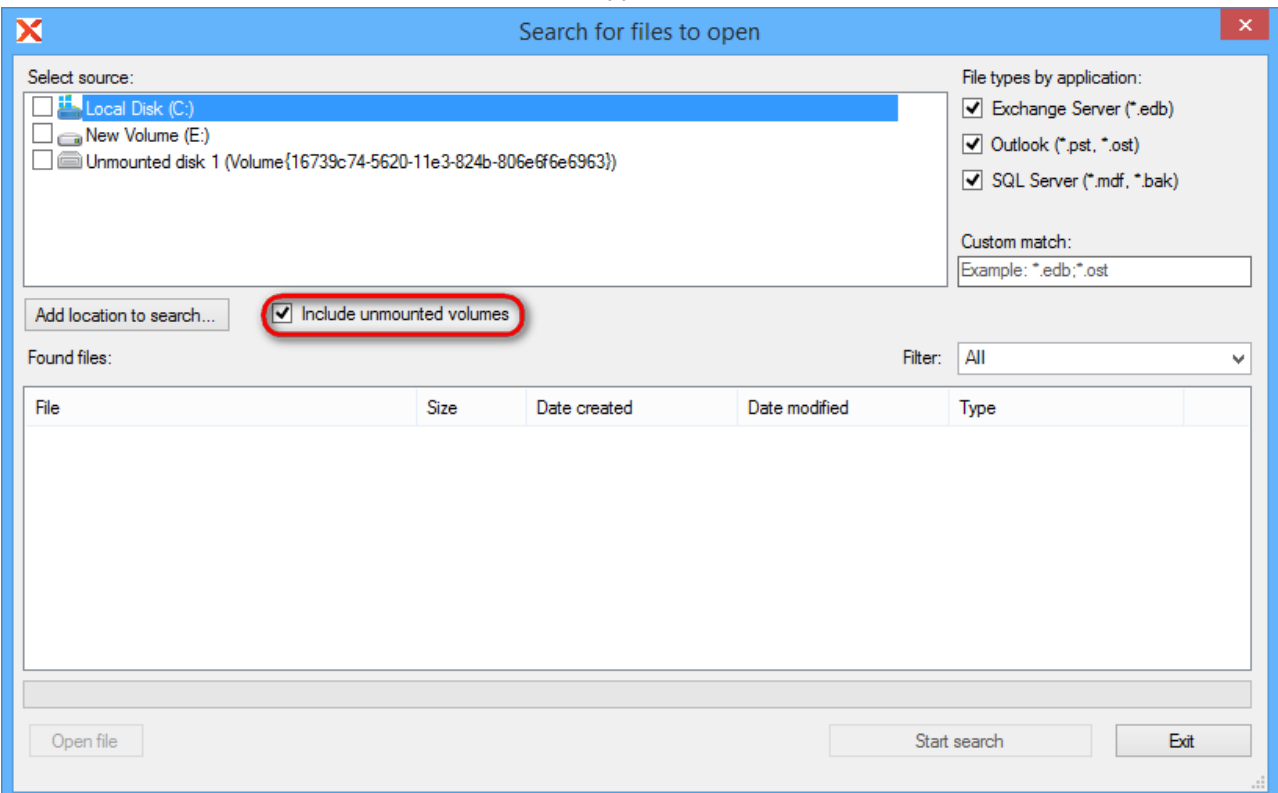 Search for files to open
Select source:
File types by application:
Local Disk (C:)
Exchange Server (*.edb)
New Volume (E:)
Outlook (*.pst, *.ost)
Unmounted disk 1 (Volume{16739c74-5620-11e3-824b-806e6f6e6963})
SQL Server (*.mdf, *.bak)
Custom match:
Example: *.edb;*.ost
Add location to search...
Include unmounted volumes
Found files:
Filter: All
File Size Date created Date modified Type
Open file
Start search
Exit